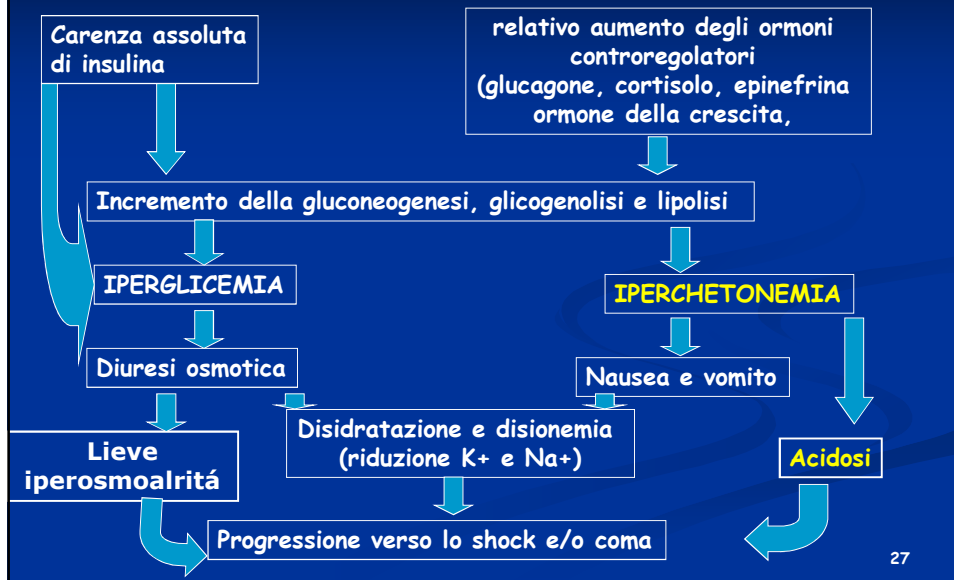 Carenza assoluta
di insulina
relativo aumento degli ormoni
controregolatori
(glucagone, cortisolo, epinefrina
ormone della crescita,
Incremento della gluconeogenesi, glicogenolisi e lipolisi
IPERGLICEMIA
IPERCHETONEMIA
Diuresi osmotica
Nausea e vomito
Disidratazione e disionemia
(riduzione K+ e Na+)
Lieve
iperosmoalritá
Acidosi
Progressione verso lo shock e/o coma
27